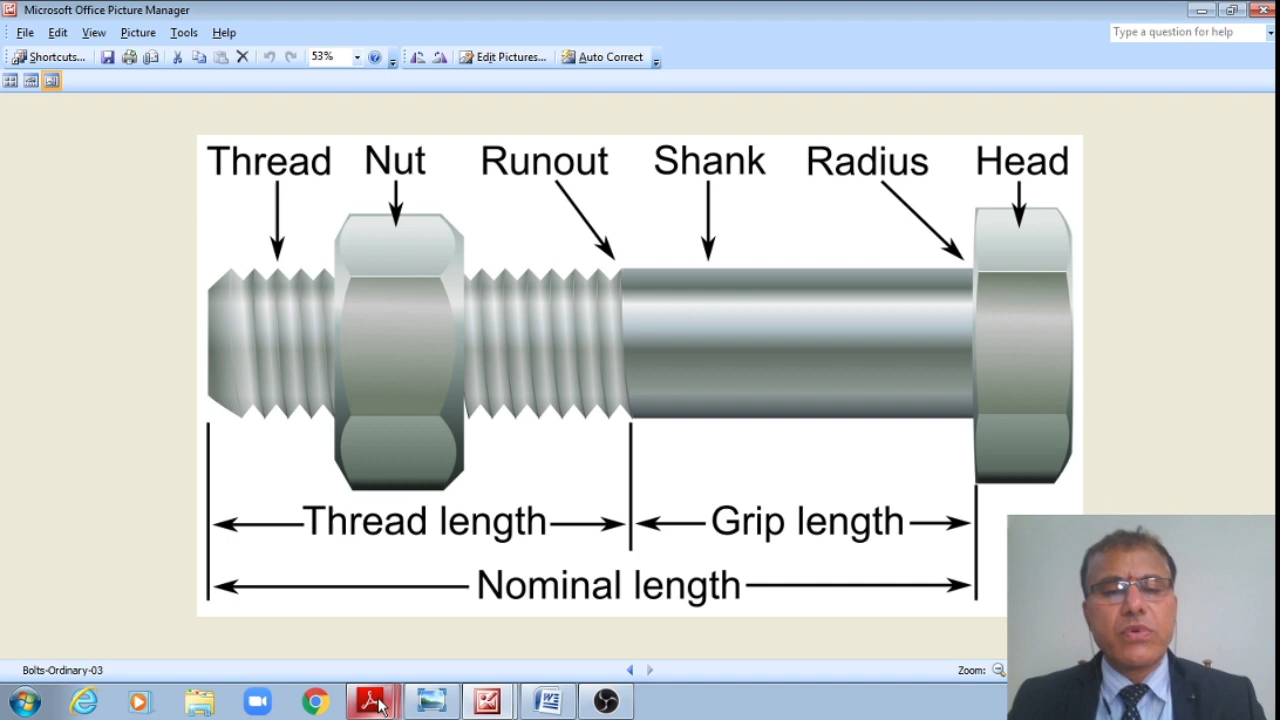 Microsoft Office Picture Manager
File Edit View Picture Tools Help
Type a question for help
Shortcuts... 53% Edit Pictures... Auto Correct
Thread Nut Runout Shank Radius Head
Thread length Grip length
Nominal length
Bolts-Ordinary-03
Zoom: